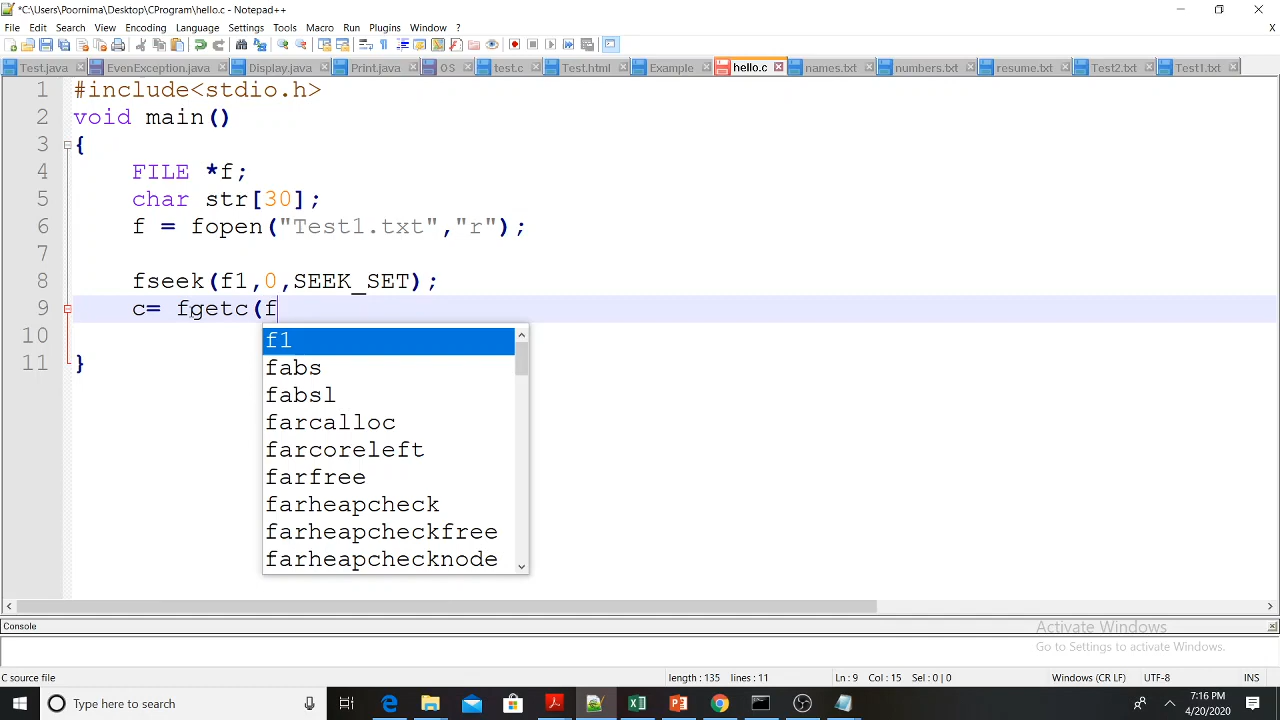 *C:\Users\Poornima\Desktop\CProgram\hello.c - Notepad++
File Edit Search View Encoding Language Settings Tools Macro Run Plugins Window ? X
Test.java EvenException.java Display.java Print.java OS test.c Test.html Example hello.c names.txt numbers.txt resume.txt Test2.txt Test1.txt
1 #include<stdio.h>
2 void main()
3 {
4 FILE *f;
5 char str[30];
6 f = fopen("Test1.txt","r");
7
8 fseek(f1,0,SEEK_SET);
9 c= fgetc(f
10
11 }
f1
fabs
fabsl
farcalloc
farcoreleft
farfree
farheapcheck
farheapcheckfree
farheapchecknode
Console
Activate Windows
Go to Settings to activate Windows.
C source file length : 135 lines : 11 Ln : 9 Col : 15 Sel : 0 | 0 Windows (CR LF) UTF-8 INS
Type here to search
7:16 PM
4/20/2020